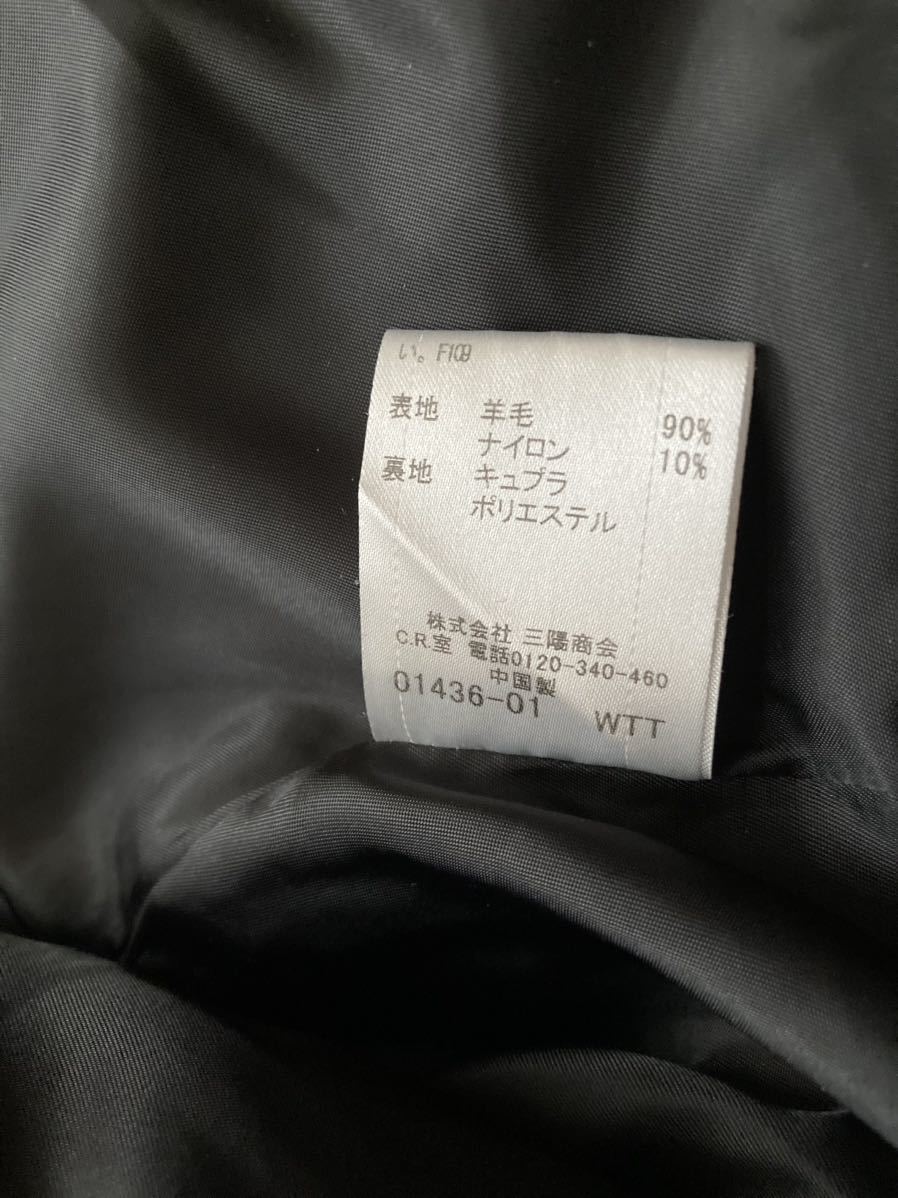 い。F109
表地 羊毛 90%
ナイロン 10%
裏地 キュプラ
ポリエステル
株式会社 三陽商会
C.R.室 電話0120-340-460
中国製
01436-01 WTT